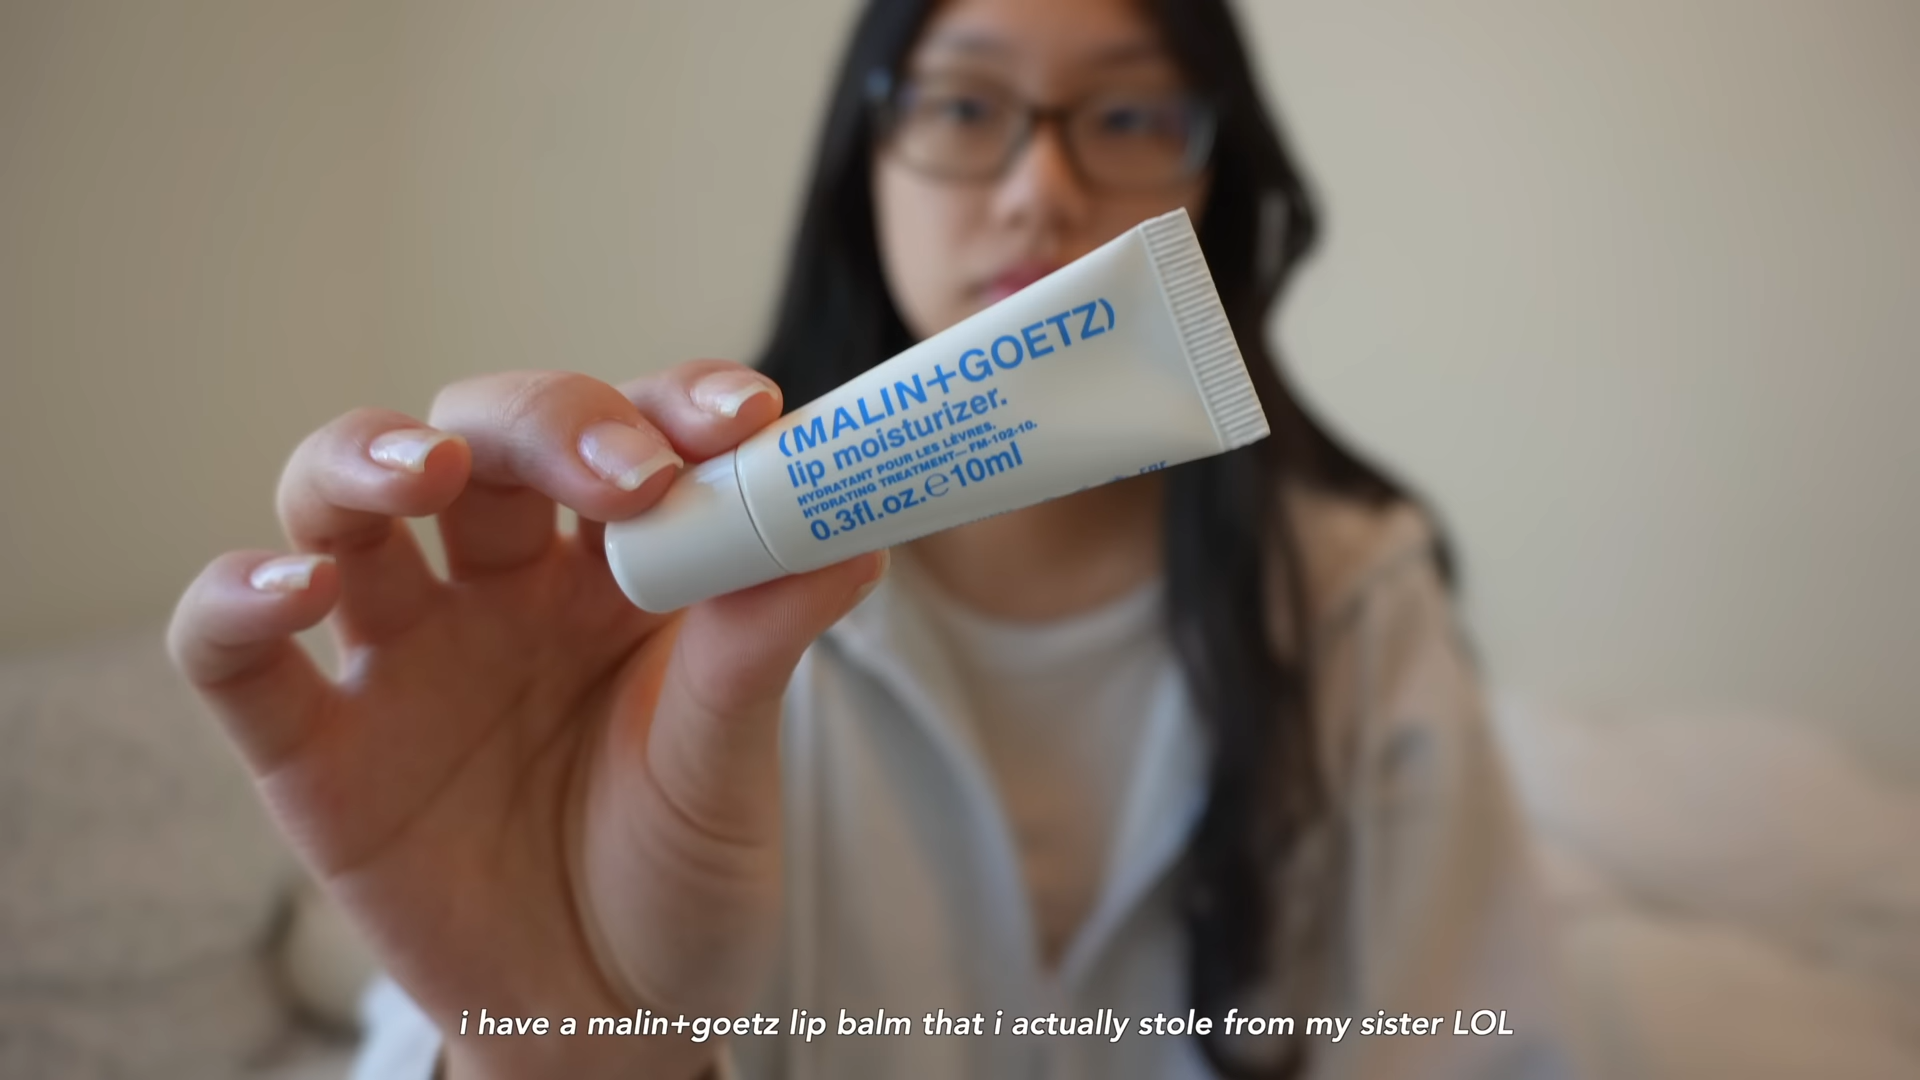 (MALIN+GOETZ)
lip moisturizer.
HYDRATANT POUR LES LÈVRES.
HYDRATING TREATMENT—FM-102-10.
0.3fl.oz.℮10ml
i have a malin+goetz lip balm that i actually stole from my sister LOL